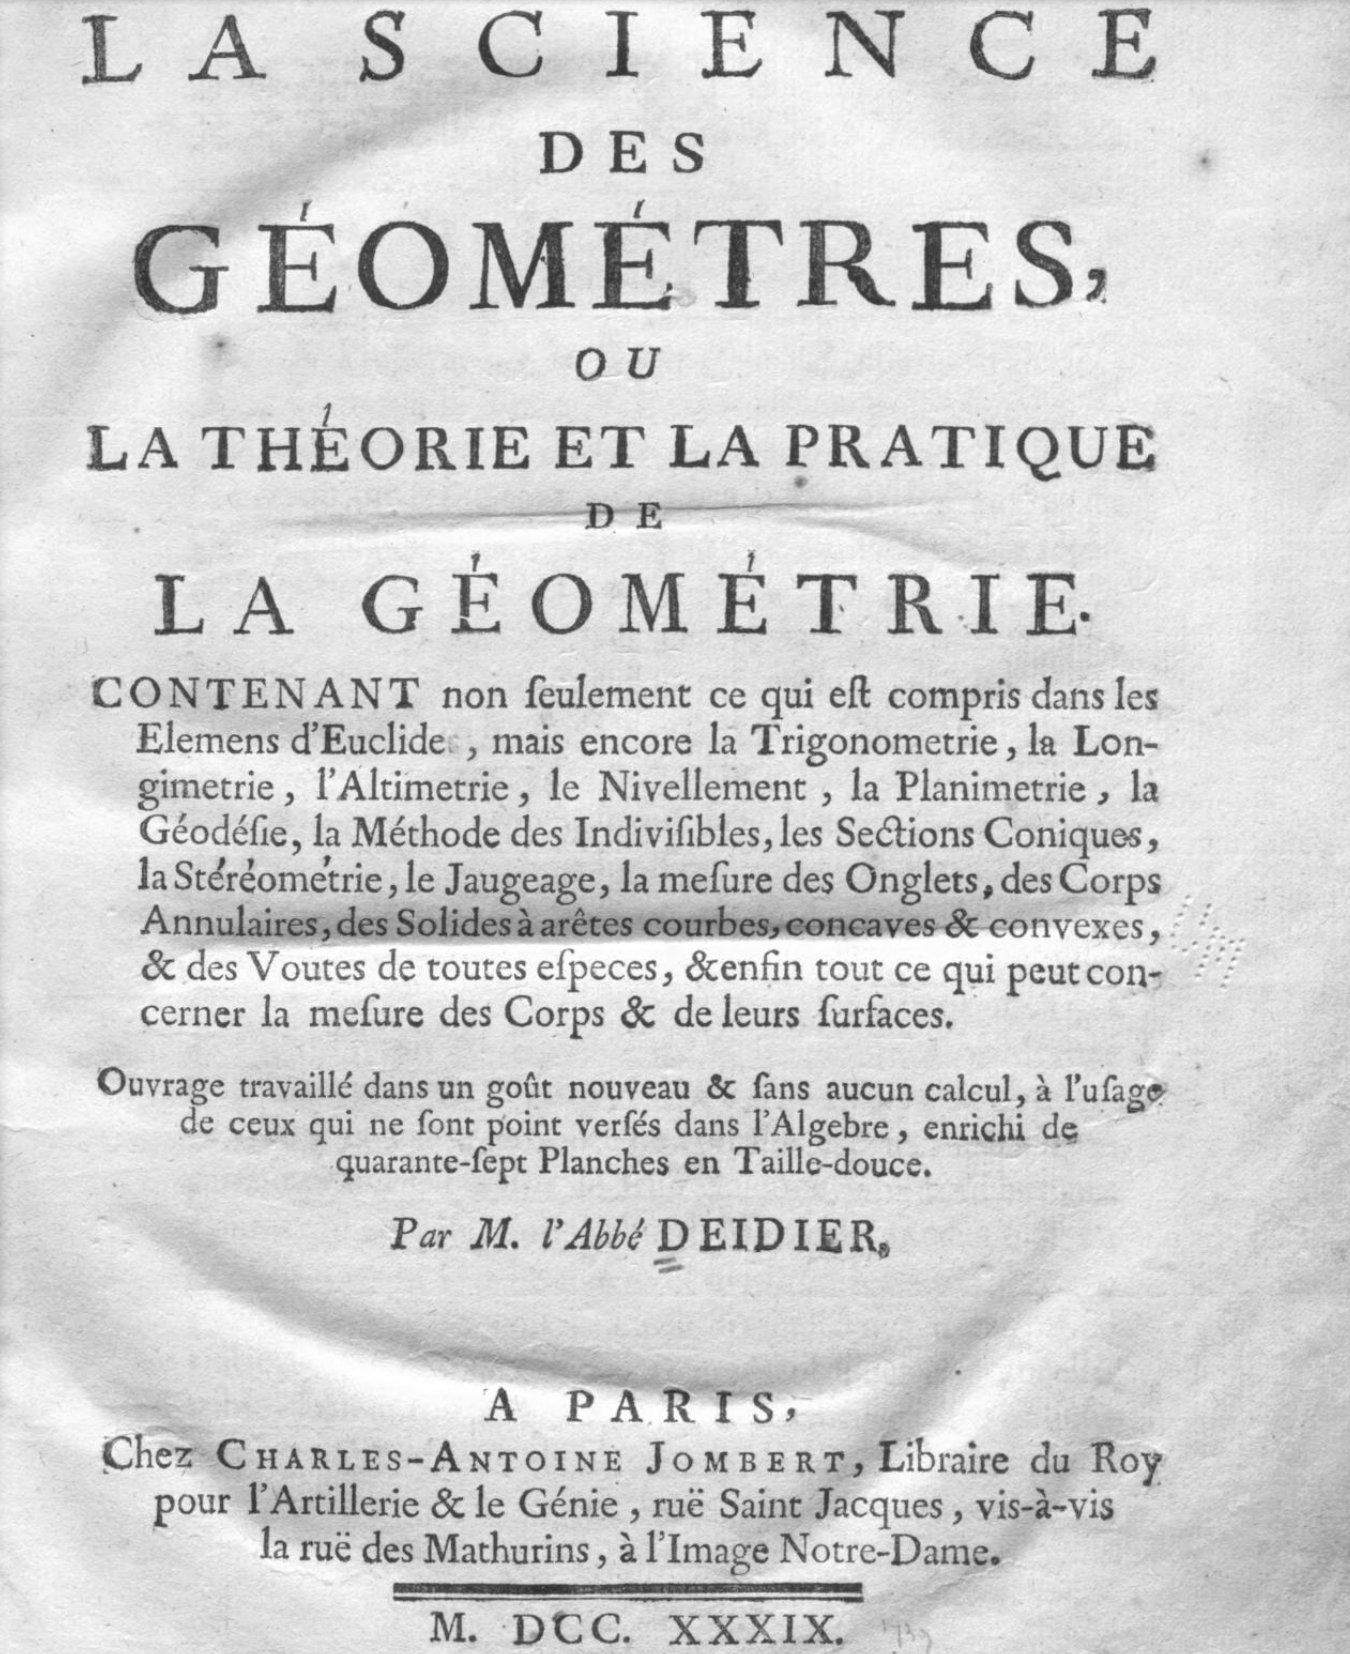 LA SCIENCE
DES
GÉOMÉTRES,
OU
LA THÉORIE ET LA PRATIQUE
DE
LA GÉOMÉTRIE.
CONTENANT non ſeulement ce qui eſt compris dans les
Elemens d'Euclide, mais encore la Trigonometrie, la Lon-
gimetrie, l'Altimetrie, le Nivellement, la Planimetrie, la
Géodéſie, la Méthode des Indiviſibles, les Sections Coniques,
la Stéréométrie, le Jaugeage, la meſure des Onglets, des Corps
Annulaires, des Solides à arêtes courbes, concaves & convexes,
& des Voutes de toutes eſpeces, & enfin tout ce qui peut con-
cerner la meſure des Corps & de leurs ſurfaces.
Ouvrage travaillé dans un goût nouveau & ſans aucun calcul, à l'uſage
de ceux qui ne ſont point verſés dans l'Algebre, enrichi de
quarante-ſept Planches en Taille-douce.
Par M. l'Abbé DEIDIER,
A PARIS,
Chez CHARLES-ANTOINE JOMBERT, Libraire du Roy
pour l'Artillerie & le Génie, ruë Saint Jacques, vis-à-vis
la ruë des Mathurins, à l'Image Notre-Dame.
M. DCC. XXXIX.